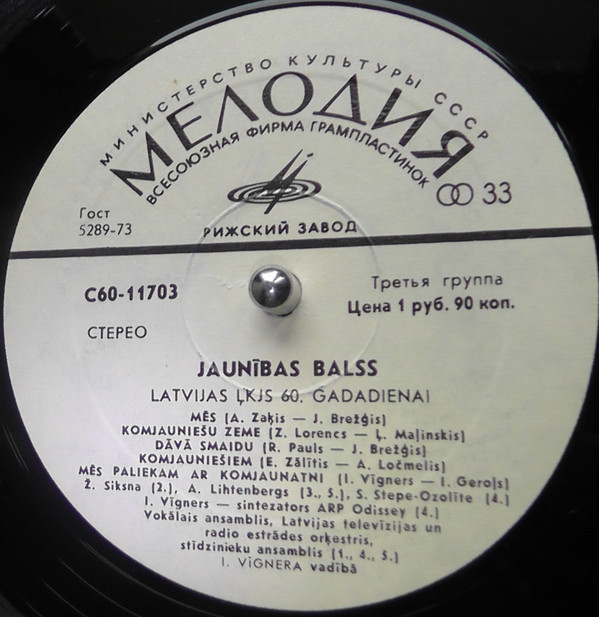 МИНИСТЕРСТВО КУЛЬТУРЫ СССР
МЕЛОДИЯ
ВСЕСОЮЗНАЯ ФИРМА ГРАМПЛАСТИНОК
33
Гост
5289-73
РИЖСКИЙ ЗАВОД
С60-11703
Третья группа
Цена 1 руб. 90 коп.
СТЕРЕО
JAUNĪBAS BALSS
LATVIJAS ĻKJS 60. GADADIENAI
MĒS (A. Zaķis — J. Brežģis)
KOMJAUNIEŠU ZEME (Z. Lorencs — Ļ. Maļinskis)
DĀVĀ SMAIDU (R. Pauls — J. Brežģis)
KOMJAUNIEŠIEM (E. Zālītis — A. Ločmelis)
MĒS PALIEKAM AR KOMJAUNATNI (I. Vīgners — I. Geroļs)
Ž. Siksna (2.), A. Lihtenbergs (3., 5.), S. Stepe-Ozolīte (4.)
I. Vīgners — sintezators ARP Odissey (4.)
Vokālais ansamblis, Latvijas televīzijas un
radio estrādes orķestris,
stīdzinieku ansamblis (1., 4., 5.)
I. VĪGNERA vadībā